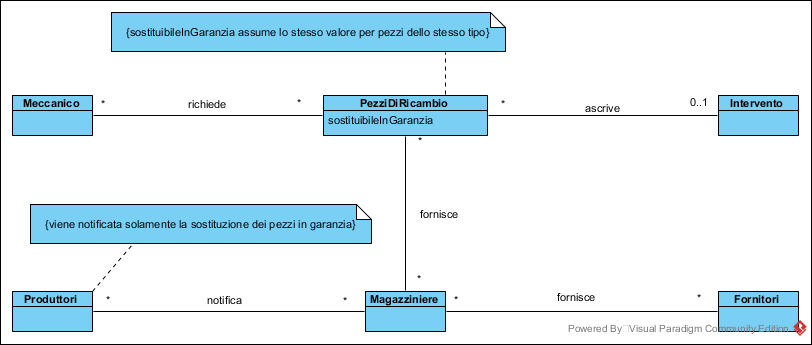 {sostituibileInGaranzia assume lo stesso valore per pezzi dello stesso tipo}
Meccanico
*
richiede
*
PezziDiRicambio
sostituibileInGaranzia
*
ascrive
0..1
Intervento
*
fornisce
*
{viene notificata solamente la sostituzione dei pezzi in garanzia}
Produttori
*
notifica
*
Magazziniere
*
fornisce
*
Fornitori
Powered By Visual Paradigm Community Edition